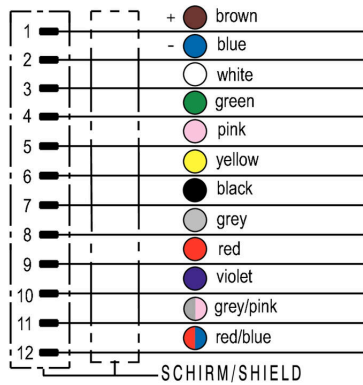 + brown
1
- blue
2
white
3
green
4
pink
5
yellow
6
black
7
grey
8
red
9
violet
10
grey/pink
11
red/blue
12
SCHIRM/SHIELD